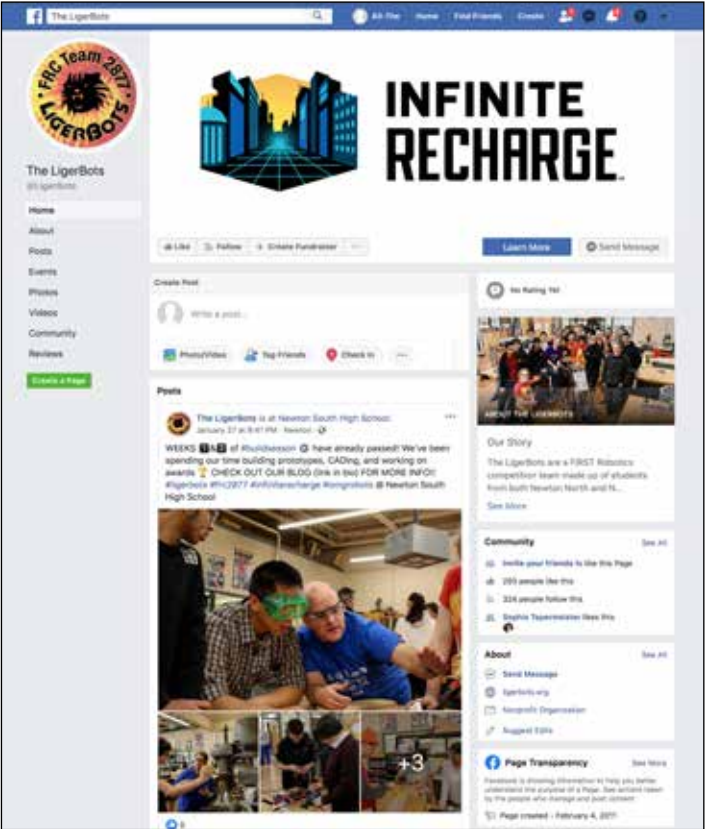 The LigerBots
Home
Find Friends
Create
FRC Team 2877
LIGERBOTS
INFINITE
RECHARGE
The LigerBots
@ligerbots
Home
About
Posts
Events
Photos
Videos
Community
Reviews
Create a Page
Like
Follow
Create Fundraiser
Learn More
Send Message
Create Post
Write a post...
Photo/Video
Tag Friends
Check in
Posts
The LigerBots is at Newton South High School.
January 27 at 9:41 PM · Newton
WEEKS 1&2 of #buildseason have already passed! We've been
spending our time building prototypes, CADing, and working on
awards CHECK OUT OUR BLOG (link in bio) FOR MORE INFO!!
#ligerbots #frc2877 #infiniterecharge #omgrobots @ Newton South
High School
+3
No Rating Yet
ABOUT THE LIGERBOTS
Our Story
The LigerBots are a FIRST Robotics
competition team made up of students
from both Newton North and N...
See More
Community
See All
Invite your friends to like this Page
people like this
324 people follow this
likes this
About
See All
Send Message
ligerbots.org
Nonprofit Organization
Suggest Edits
Page Transparency
See More
Facebook is showing information to help you better
understand the purpose of a Page. See actions taken
by the people who manage and post content.
Page created - February 4, 2011